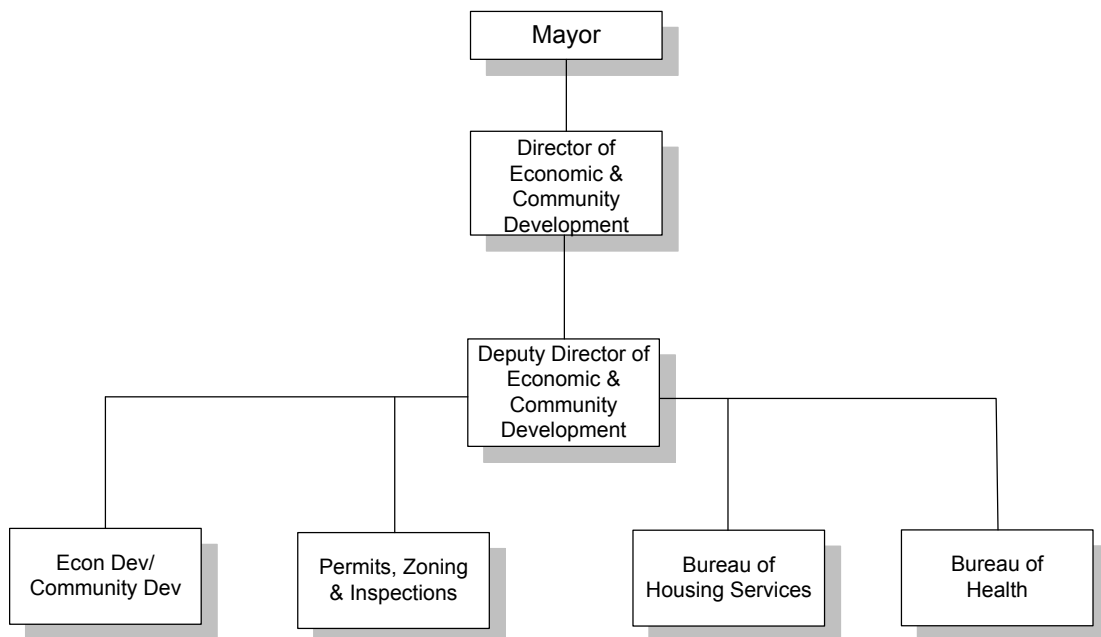 Mayor
Director of
Economic &
Community
Development
Deputy Director of
Economic &
Community
Development
Econ Dev/
Community Dev
Permits, Zoning
& Inspections
Bureau of
Housing Services
Bureau of
Health